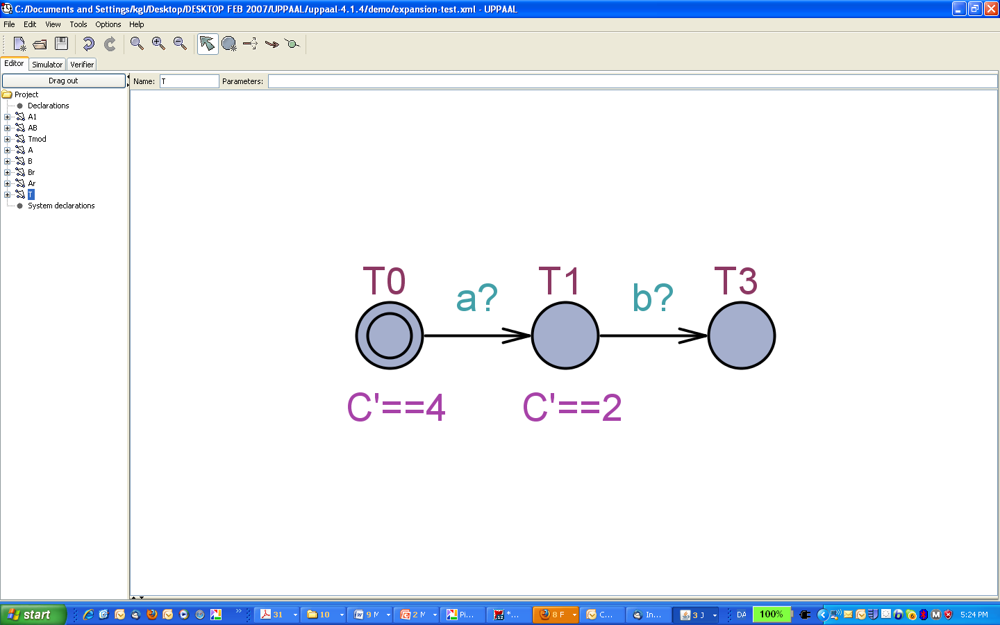 C:/Documents and Settings/kgl/Desktop/DESKTOP FEB 2007/UPPAAL/uppaal-4.1.4/demo/expansion-test.xml - UPPAAL
File Edit View Tools Options Help
Editor Simulator Verifier
Drag out
Name: T Parameters:
Project
Declarations
A1
AB
Tmod
A
B
Br
Ar
T
System declarations
T0 a? T1 b? T3
C'==4 C'==2
start 31 10 9 M 2 M Pi... *... 8 F C... In... 3 J DA 100% 5:24 PM